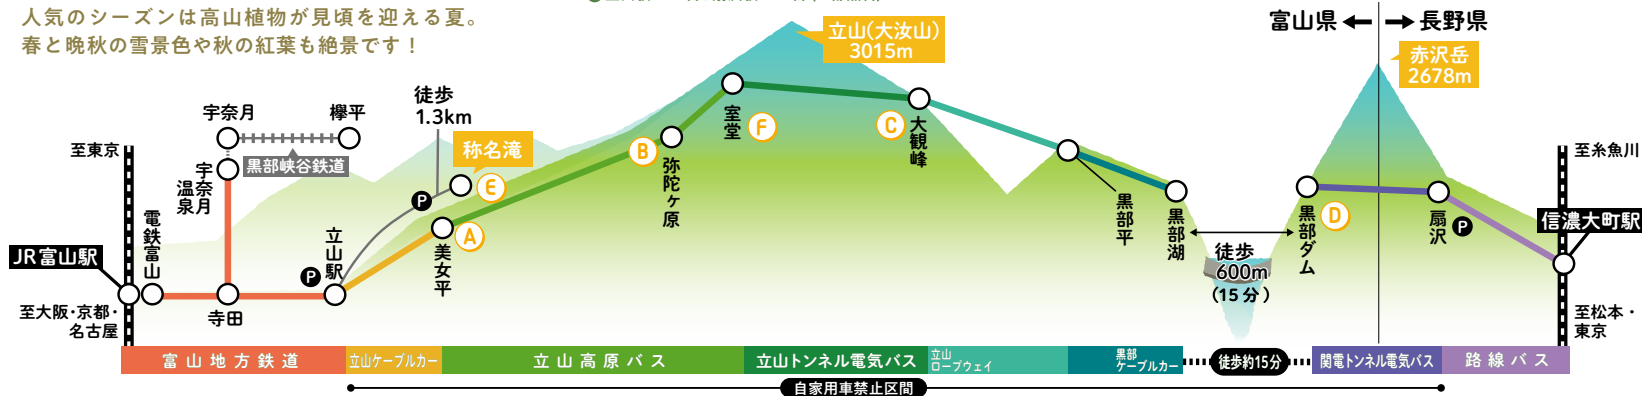 人気のシーズンは高山植物が見頃を迎える夏。
春と晩秋の雪景色や秋の紅葉も絶景です！
立山(大汝山)
3015m
富山県
長野県
赤沢岳
2678m
宇奈月
欅平
徒歩
1.3km
称名滝
至東京
黒部峡谷鉄道
宇奈月
温泉
P
E
B
弥陀ヶ原
室堂
F
C
大観峰
黒部平
黒部湖
徒歩
600m
(15分)
黒部ダム
D
扇沢
P
至糸魚川
信濃大町駅
JR富山駅
電鉄富山
立山駅
P
A
美女平
寺田
至大阪・京都・
名古屋
至松本・
東京
富山地方鉄道
立山ケーブルカー
立山高原バス
立山トンネル電気バス
立山
ロープウェイ
黒部
ケーブルカー
徒歩約15分
関電トンネル電気バス
路線バス
自家用車禁止区間